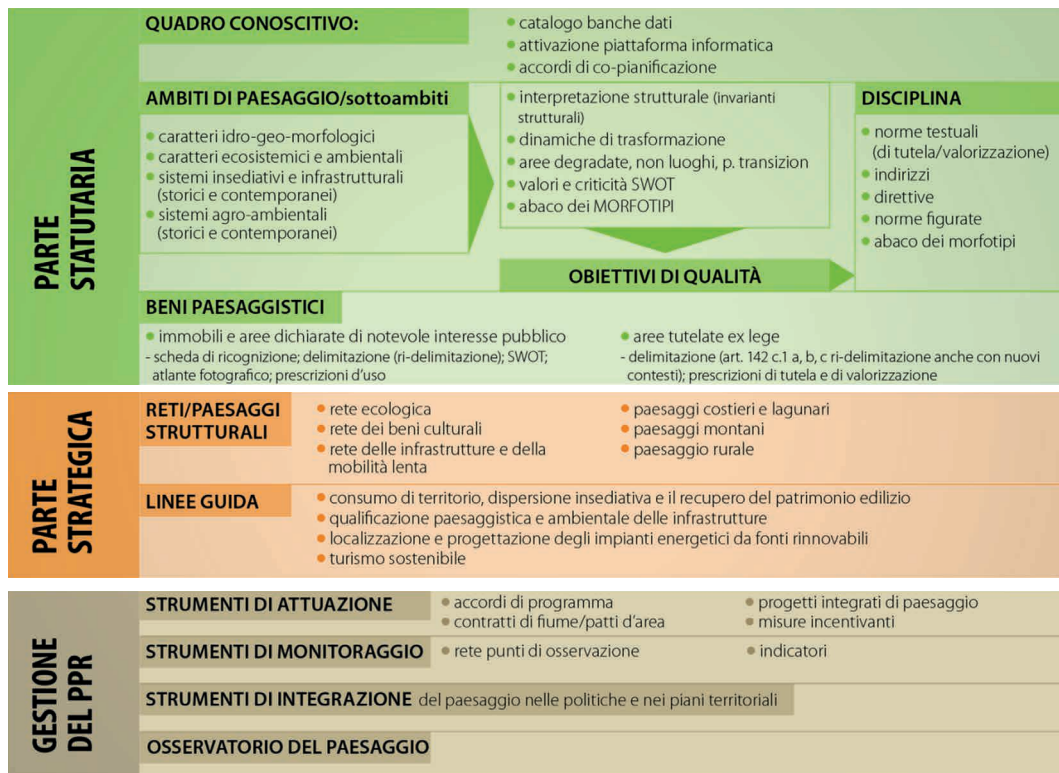 PARTE
STATUTARIA
QUADRO CONOSCITIVO:
• catalogo banche dati
• attivazione piattaforma informatica
• accordi di co-pianificazione
AMBITI DI PAESAGGIO/sottoambiti
• caratteri idro-geo-morfologici
• caratteri ecosistemici e ambientali
• sistemi insediativi e infrastrutturali
(storici e contemporanei)
• sistemi agro-ambientali
(storici e contemporanei)
• interpretazione strutturale (invarianti
strutturali)
• dinamiche di trasformazione
• aree degradate, non luoghi, p. transizion
• valori e criticità SWOT
• abaco dei MORFOTIPI
OBIETTIVI DI QUALITÀ
DISCIPLINA
• norme testuali
(di tutela/valorizzazione)
• indirizzi
• direttive
• norme figurate
• abaco dei morfotipi
BENI PAESAGGISTICI
• immobili e aree dichiarate di notevole interesse pubblico
- scheda di ricognizione; delimitazione (ri-delimitazione); SWOT;
atlante fotografico; prescrizioni d'uso
• aree tutelate ex lege
- delimitazione (art. 142 c.1 a, b, c ri-delimitazione anche con nuovi
contesti); prescrizioni di tutela e di valorizzazione
PARTE
STRATEGICA
RETI/PAESAGGI
STRUTTURALI
• rete ecologica
• rete dei beni culturali
• rete delle infrastrutture e della
mobilità lenta
• paesaggi costieri e lagunari
• paesaggi montani
• paesaggio rurale
LINEE GUIDA
• consumo di territorio, dispersione insediativa e il recupero del patrimonio edilizio
• qualificazione paesaggistica e ambientale delle infrastrutture
• localizzazione e progettazione degli impianti energetici da fonti rinnovabili
• turismo sostenibile
GESTIONE
DEL PPR
STRUMENTI DI ATTUAZIONE
• accordi di programma
• contratti di fiume/patti d'area
• progetti integrati di paesaggio
• misure incentivanti
STRUMENTI DI MONITORAGGIO
• rete punti di osservazione
• indicatori
STRUMENTI DI INTEGRAZIONE del paesaggio nelle politiche e nei piani territoriali
OSSERVATORIO DEL PAESAGGIO